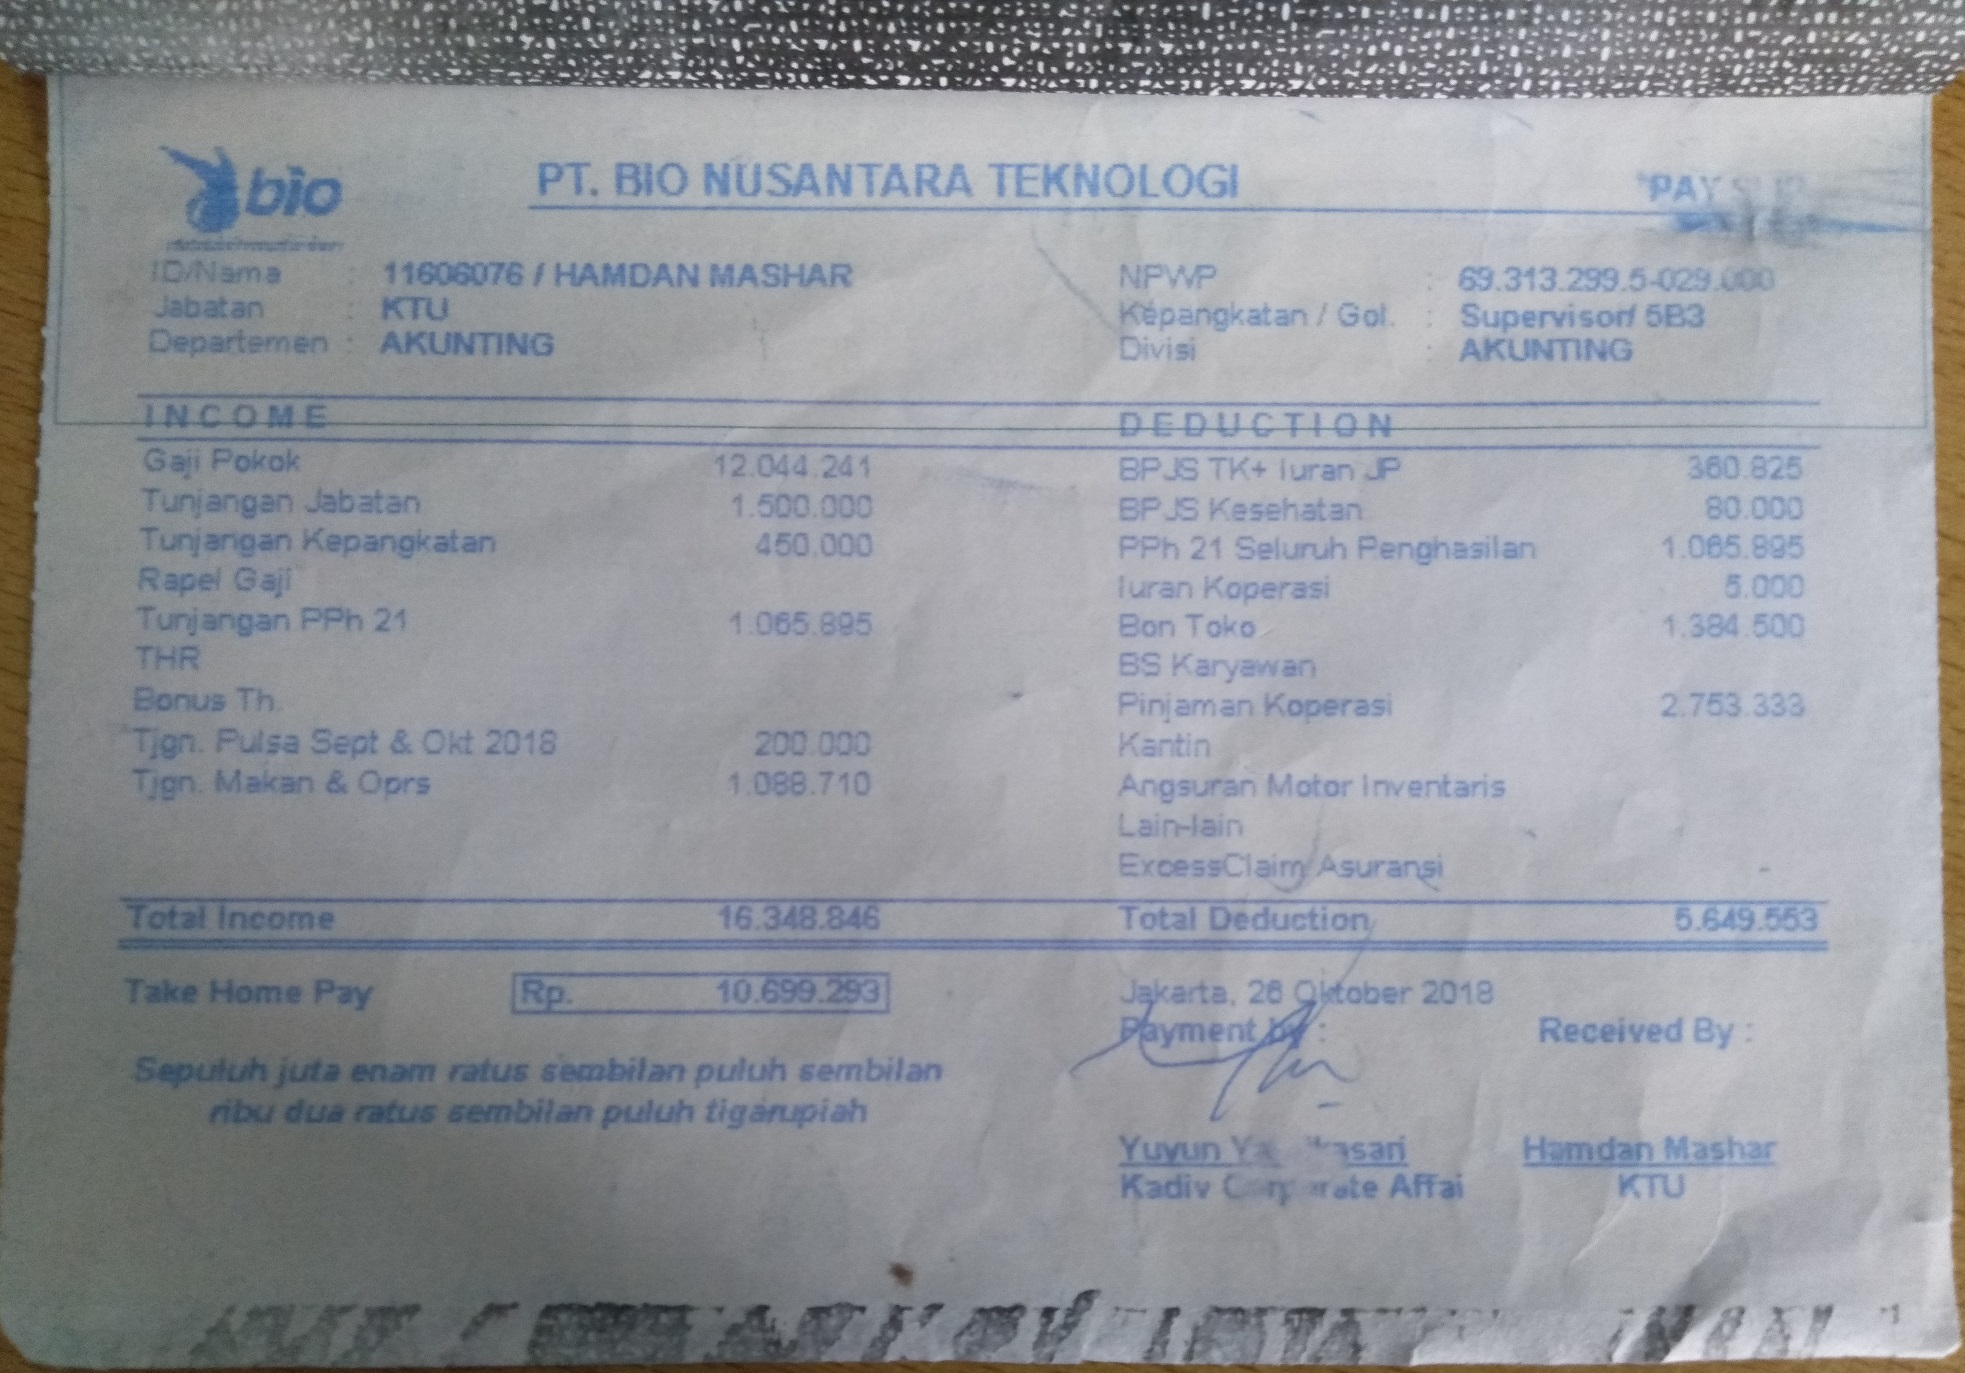 bio
PT. BIO NUSANTARA TEKNOLOGI
PAY
ID/Nama : 11606076 / HAMDAN MASHAR
NPWP : 69.313.299.5-029.000
Jabatan : KTU
Kepangkatan / Gol. : Supervisor/ 5B3
Departemen : AKUNTING
Divisi : AKUNTING
INCOME
DEDUCTION
Gaji Pokok 12.044.241
BPJS TK+ Iuran JP 360.825
Tunjangan Jabatan 1.500.000
BPJS Kesehatan 80.000
Tunjangan Kepangkatan 450.000
PPh 21 Seluruh Penghasilan 1.065.895
Rapel Gaji
Iuran Koperasi 5.000
Tunjangan PPh 21 1.065.895
Bon Toko 1.384.500
THR
BS Karyawan
Bonus Th.
Pinjaman Koperasi 2.753.333
Tjgn. Pulsa Sept & Okt 2018 200.000
Kantin
Tjgn. Makan & Oprs 1.088.710
Angsuran Motor Inventaris
Lain-lain
ExcessClaim Asuransi -
Total Income 16.348.846
Total Deduction 5.649.553
Take Home Pay Rp. 10.699.293
Jakarta, 26 Oktober 2018
Payment by :
Received By :
Sepuluh juta enam ratus sembilan puluh sembilan
ribu dua ratus sembilan puluh tigarupiah
Yuyun
Hamdan Mashar
Kadiv Corporate Affai
KTU